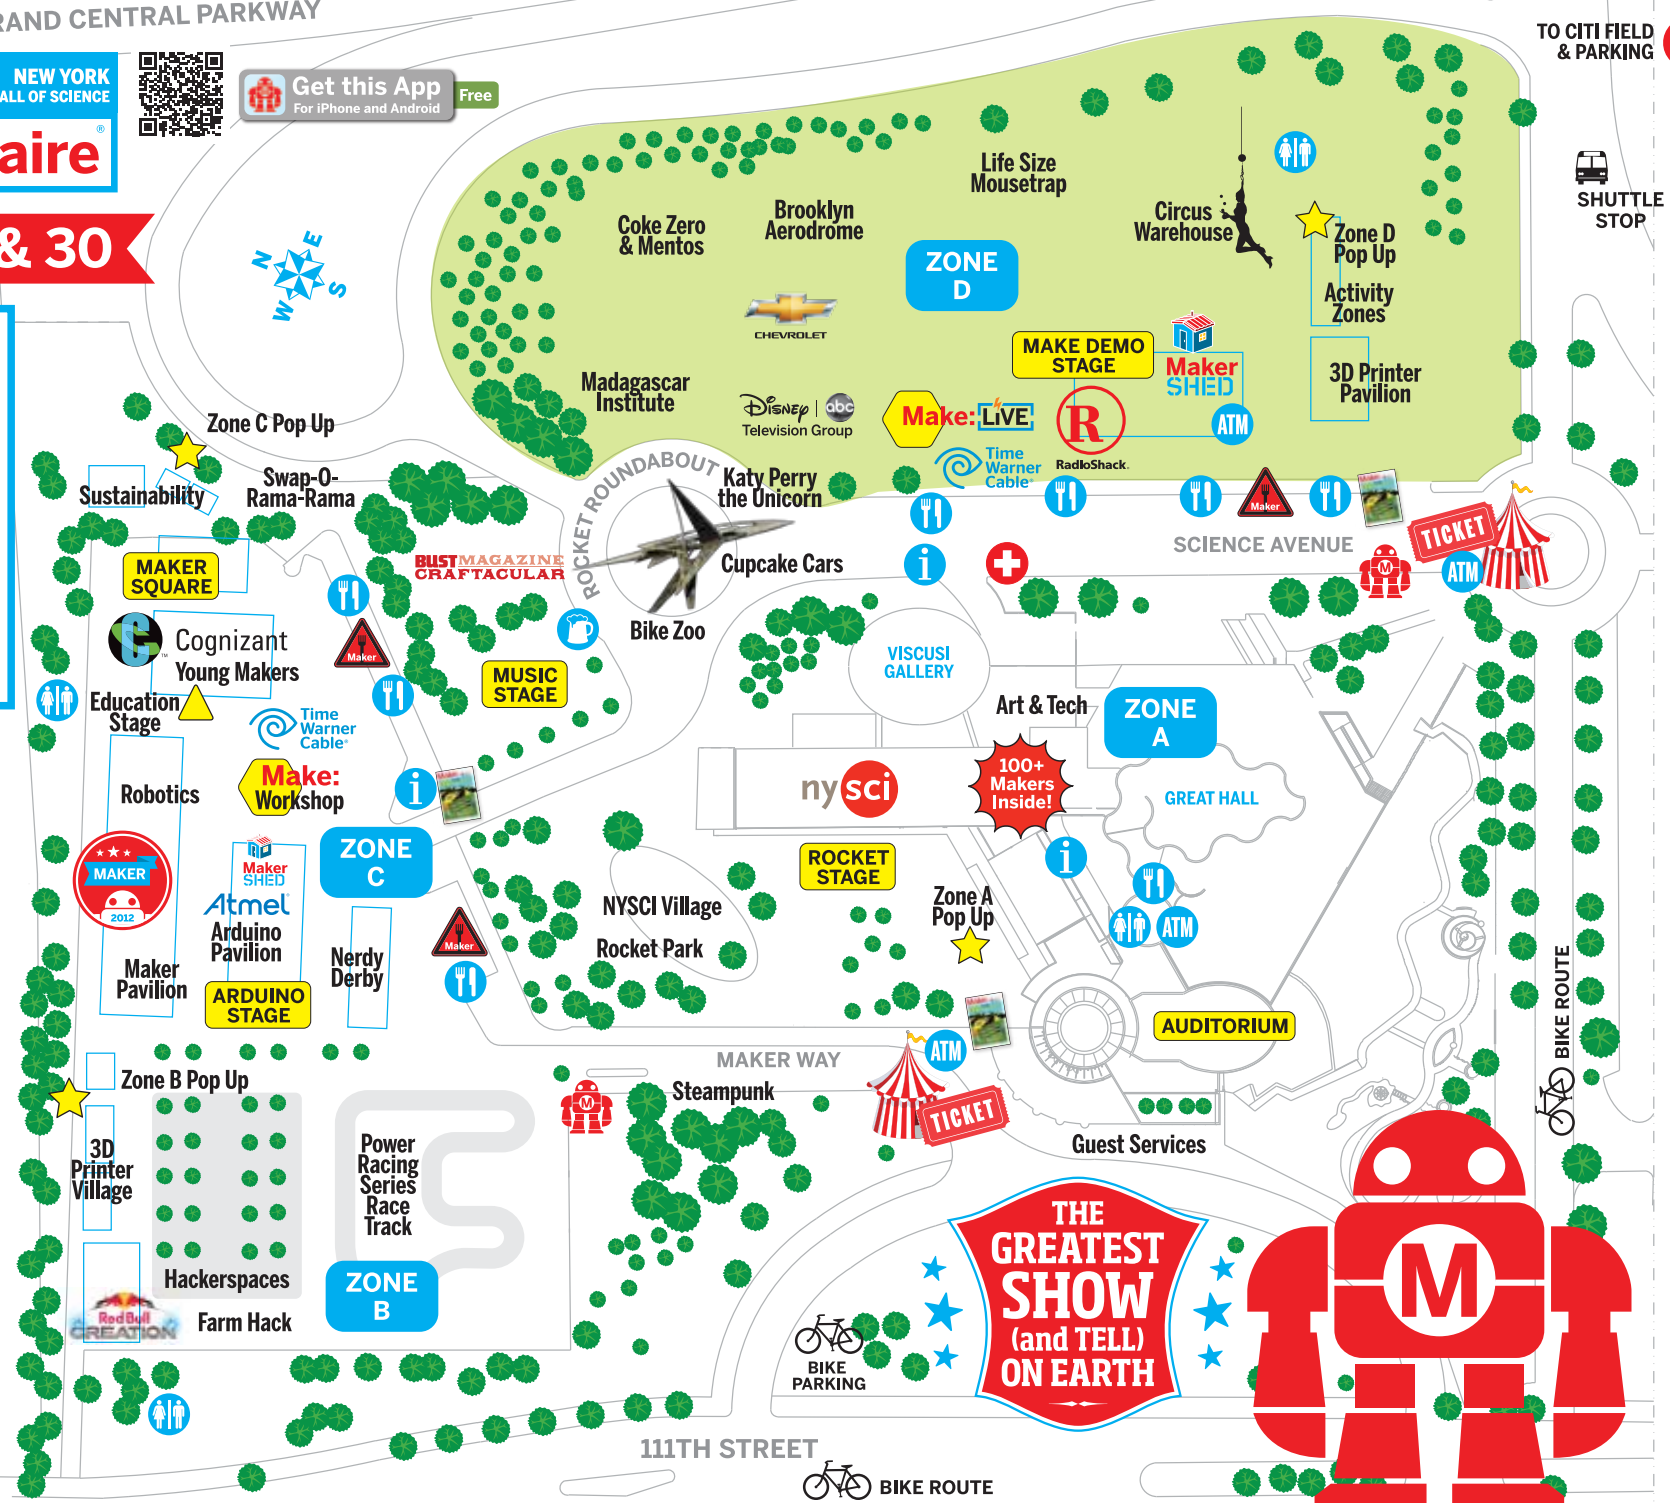 RAND CENTRAL PARKWAY
NEW YORK
ALL OF SCIENCE
aire
®
& 30
Get this App
For iPhone and Android
Free
N
E
W
S
TO CITI FIELD
& PARKING
SHUTTLE
STOP
Life Size
Mousetrap
Coke Zero
& Mentos
Brooklyn
Aerodrome
Circus
Warehouse
ZONE
D
Zone D
Pop Up
Activity
Zones
CHEVROLET
MAKE DEMO
STAGE
Maker
SHED
3D Printer
Pavilion
Madagascar
Institute
Disney abc
Television Group
Make: LIVE
R
RadioShack.
ATM
Time
Warner
Cable
Zone C Pop Up
Sustainability
Swap-O-
Rama-Rama
ROCKET ROUNDABOUT
Katy Perry
the Unicorn
Maker
Make:
TICKET
SCIENCE AVENUE
M
ATM
MAKER
SQUARE
BUST MAGAZINE
CRAFTACULAR
Cupcake Cars
i
Bike Zoo
Cognizant
Young Makers
Maker
MUSIC
STAGE
VISCUSI
GALLERY
Education
Stage
Time
Warner
Cable
Art & Tech
ZONE
A
Robotics
Make:
Workshop
i
Make:
nysci
100+
Makers
Inside!
GREAT HALL
MAKER
2012
Maker
SHED
Atmel
Arduino
Pavilion
ZONE
C
ROCKET
STAGE
i
Zone A
Pop Up
ATM
NYSCI Village
Rocket Park
Maker
Nerdy
Derby
Maker
Pavilion
ARDUINO
STAGE
Make:
AUDITORIUM
BIKE ROUTE
MAKER WAY
ATM
TICKET
Zone B Pop Up
M
Steampunk
Guest Services
3D
Printer
Village
Power
Racing
Series
Race
Track
Hackerspaces
ZONE
B
Red Bull
CREATION
Farm Hack
THE
GREATEST
SHOW
(and TELL)
ON EARTH
M
BIKE
PARKING
111TH STREET
BIKE ROUTE